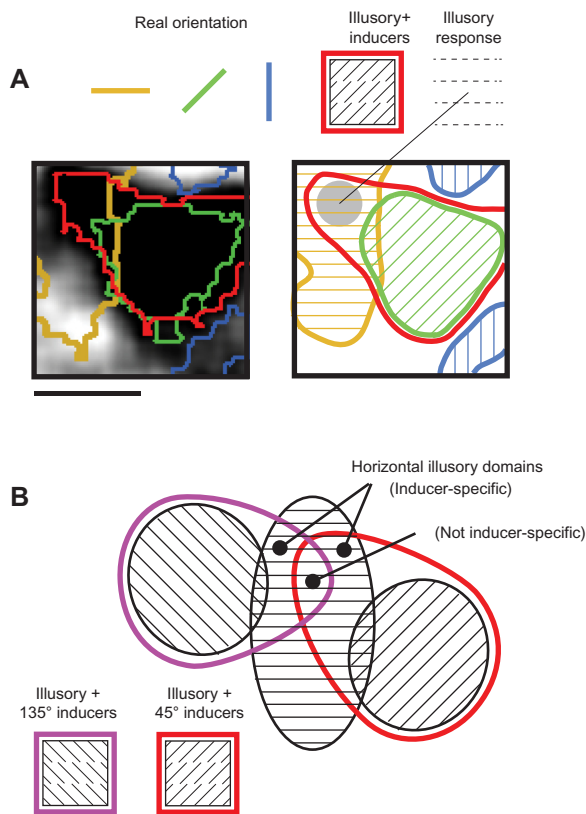 Real orientation
Illusory+
inducers
Illusory
response
A
B
Horizontal illusory domains
(Inducer-specific)
(Not inducer-specific)
Illusory +
135° inducers
Illusory +
45° inducers